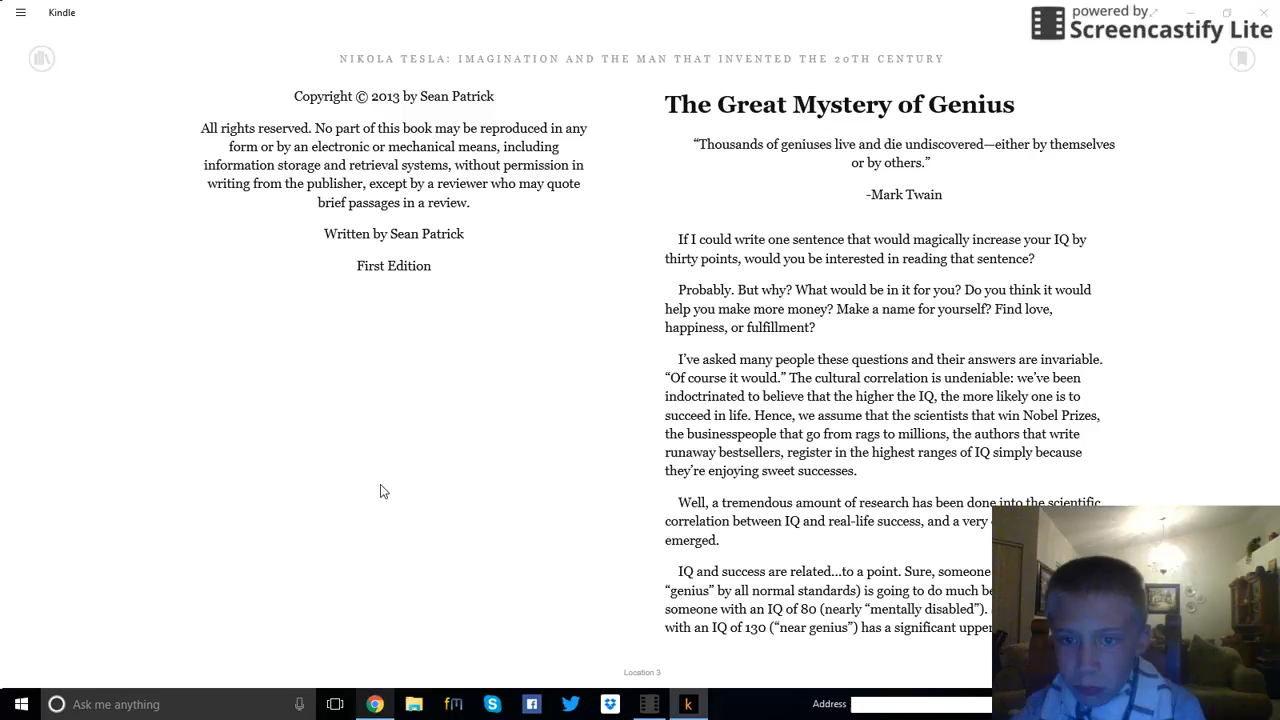 Kindle
powered by
Screencastify Lite
NIKOLA TESLA: IMAGINATION AND THE MAN THAT INVENTED THE 20TH CENTURY
Copyright © 2013 by Sean Patrick
All rights reserved. No part of this book may be reproduced in any
form or by an electronic or mechanical means, including
information storage and retrieval systems, without permission in
writing from the publisher, except by a reviewer who may quote
brief passages in a review.
Written by Sean Patrick
First Edition
The Great Mystery of Genius
“Thousands of geniuses live and die undiscovered—either by themselves
or by others.”
-Mark Twain
If I could write one sentence that would magically increase your IQ by
thirty points, would you be interested in reading that sentence?
Probably. But why? What would be in it for you? Do you think it would
help you make more money? Make a name for yourself? Find love,
happiness, or fulfillment?
I’ve asked many people these questions and their answers are invariable.
“Of course it would.” The cultural correlation is undeniable: we’ve been
indoctrinated to believe that the higher the IQ, the more likely one is to
succeed in life. Hence, we assume that the scientists that win Nobel Prizes,
the businesspeople that go from rags to millions, the authors that write
runaway bestsellers, register in the highest ranges of IQ simply because
they’re enjoying sweet successes.
Well, a tremendous amount of research has been done into the scientific
correlation between IQ and real-life success, and a very
emerged.
IQ and success are related...to a point. Sure, someone
“genius” by all normal standards) is going to do much
someone with an IQ of 80 (nearly “mentally disabled”).
with an IQ of 130 (“near genius”) has a significant
Location 3
Ask me anything
Address